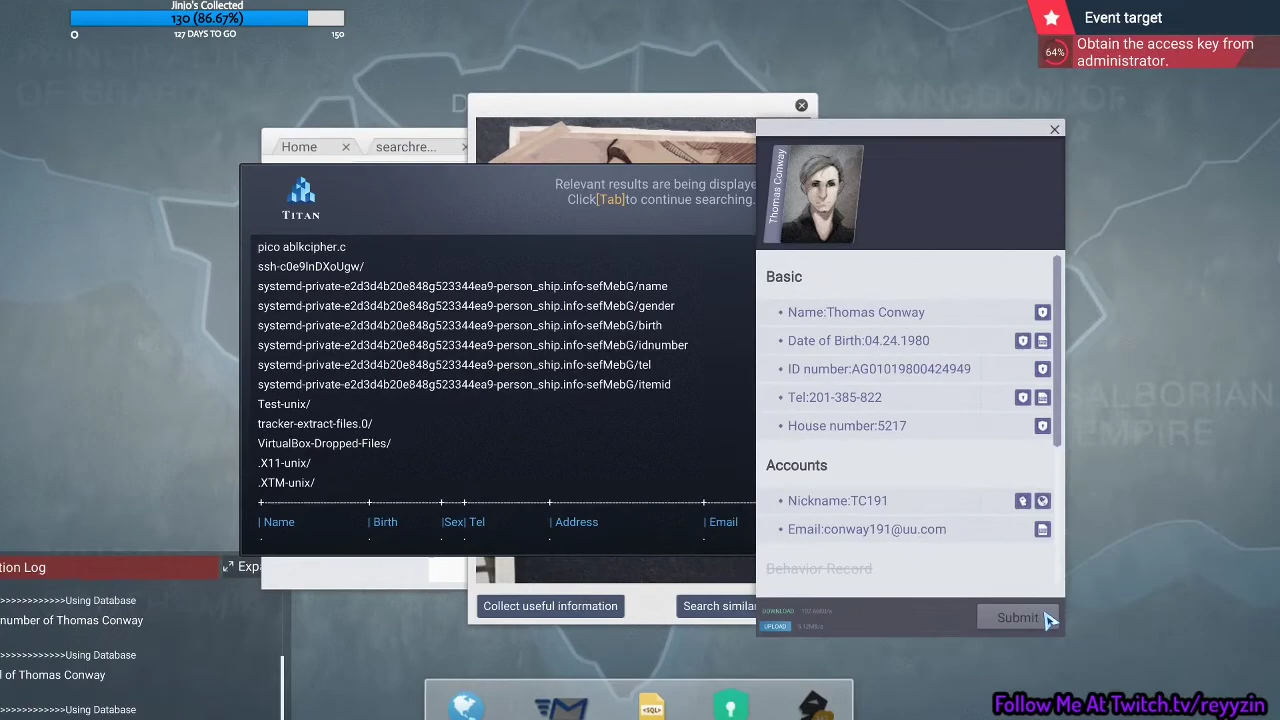 Jinjo's Collected
130 (86.67%)
0
127 DAYS TO GO
150
Event target
64%
Obtain the access key from
administrator.
Home
searchre...
TITAN
Relevant results are being displaye
Click[Tab]to continue searching.
pico ablkcipher.c
ssh-c0e9lnDXoUgw/
systemd-private-e2d3d4b20e848g523344ea9-person_ship.info-sefMebG/name
systemd-private-e2d3d4b20e848g523344ea9-person_ship.info-sefMebG/gender
systemd-private-e2d3d4b20e848g523344ea9-person_ship.info-sefMebG/birth
systemd-private-e2d3d4b20e848g523344ea9-person_ship.info-sefMebG/idnumber
systemd-private-e2d3d4b20e848g523344ea9-person_ship.info-sefMebG/tel
systemd-private-e2d3d4b20e848g523344ea9-person_ship.info-sefMebG/itemid
Test-unix/
tracker-extract-files.0/
VirtualBox-Dropped-Files/
.X11-unix/
.XTM-unix/
| Name | Birth |Sex| Tel | Address | Email
Thomas Conway
Basic
• Name:Thomas Conway
• Date of Birth:04.24.1980
• ID number:AG01019800424949
• Tel:201-385-822
• House number:5217
Accounts
• Nickname:TC191
• Email:conway191@uu.com
Behavior Record
DOWNLOAD
UPLOAD
Submit
Collect useful information
Search simila
tion Log
Expa
>>>>>>>>>>>>Using Database
number of Thomas Conway
>>>>>>>>>>>>Using Database
l of Thomas Conway
>>>>>>>>>>>>Using Database
KINGDOM OF
ALBORIAN
EMPIRE
SQL
Follow Me At Twitch.tv/reyyzin